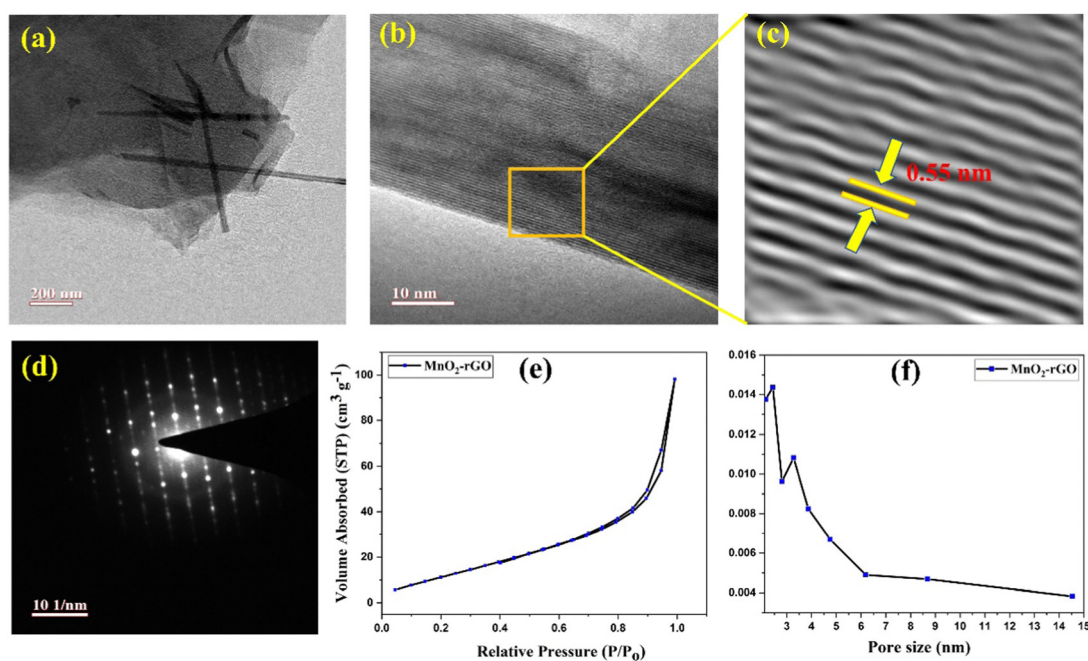 (a)
200 nm
(b)
10 nm
(c)
0.55 nm
(d)
10 1/nm
(e)
MnO₂-rGO
Volume Absorbed (STP) (cm³ g⁻¹)
100
80
60
40
20
0
0.0 0.2 0.4 0.6 0.8 1.0
Relative Pressure (P/Pₒ)
(f)
MnO₂-rGO
0.016
0.014
0.012
0.010
0.008
0.006
0.004
3 4 5 6 7 8 9 10 11 12 13 14 15
Pore size (nm)